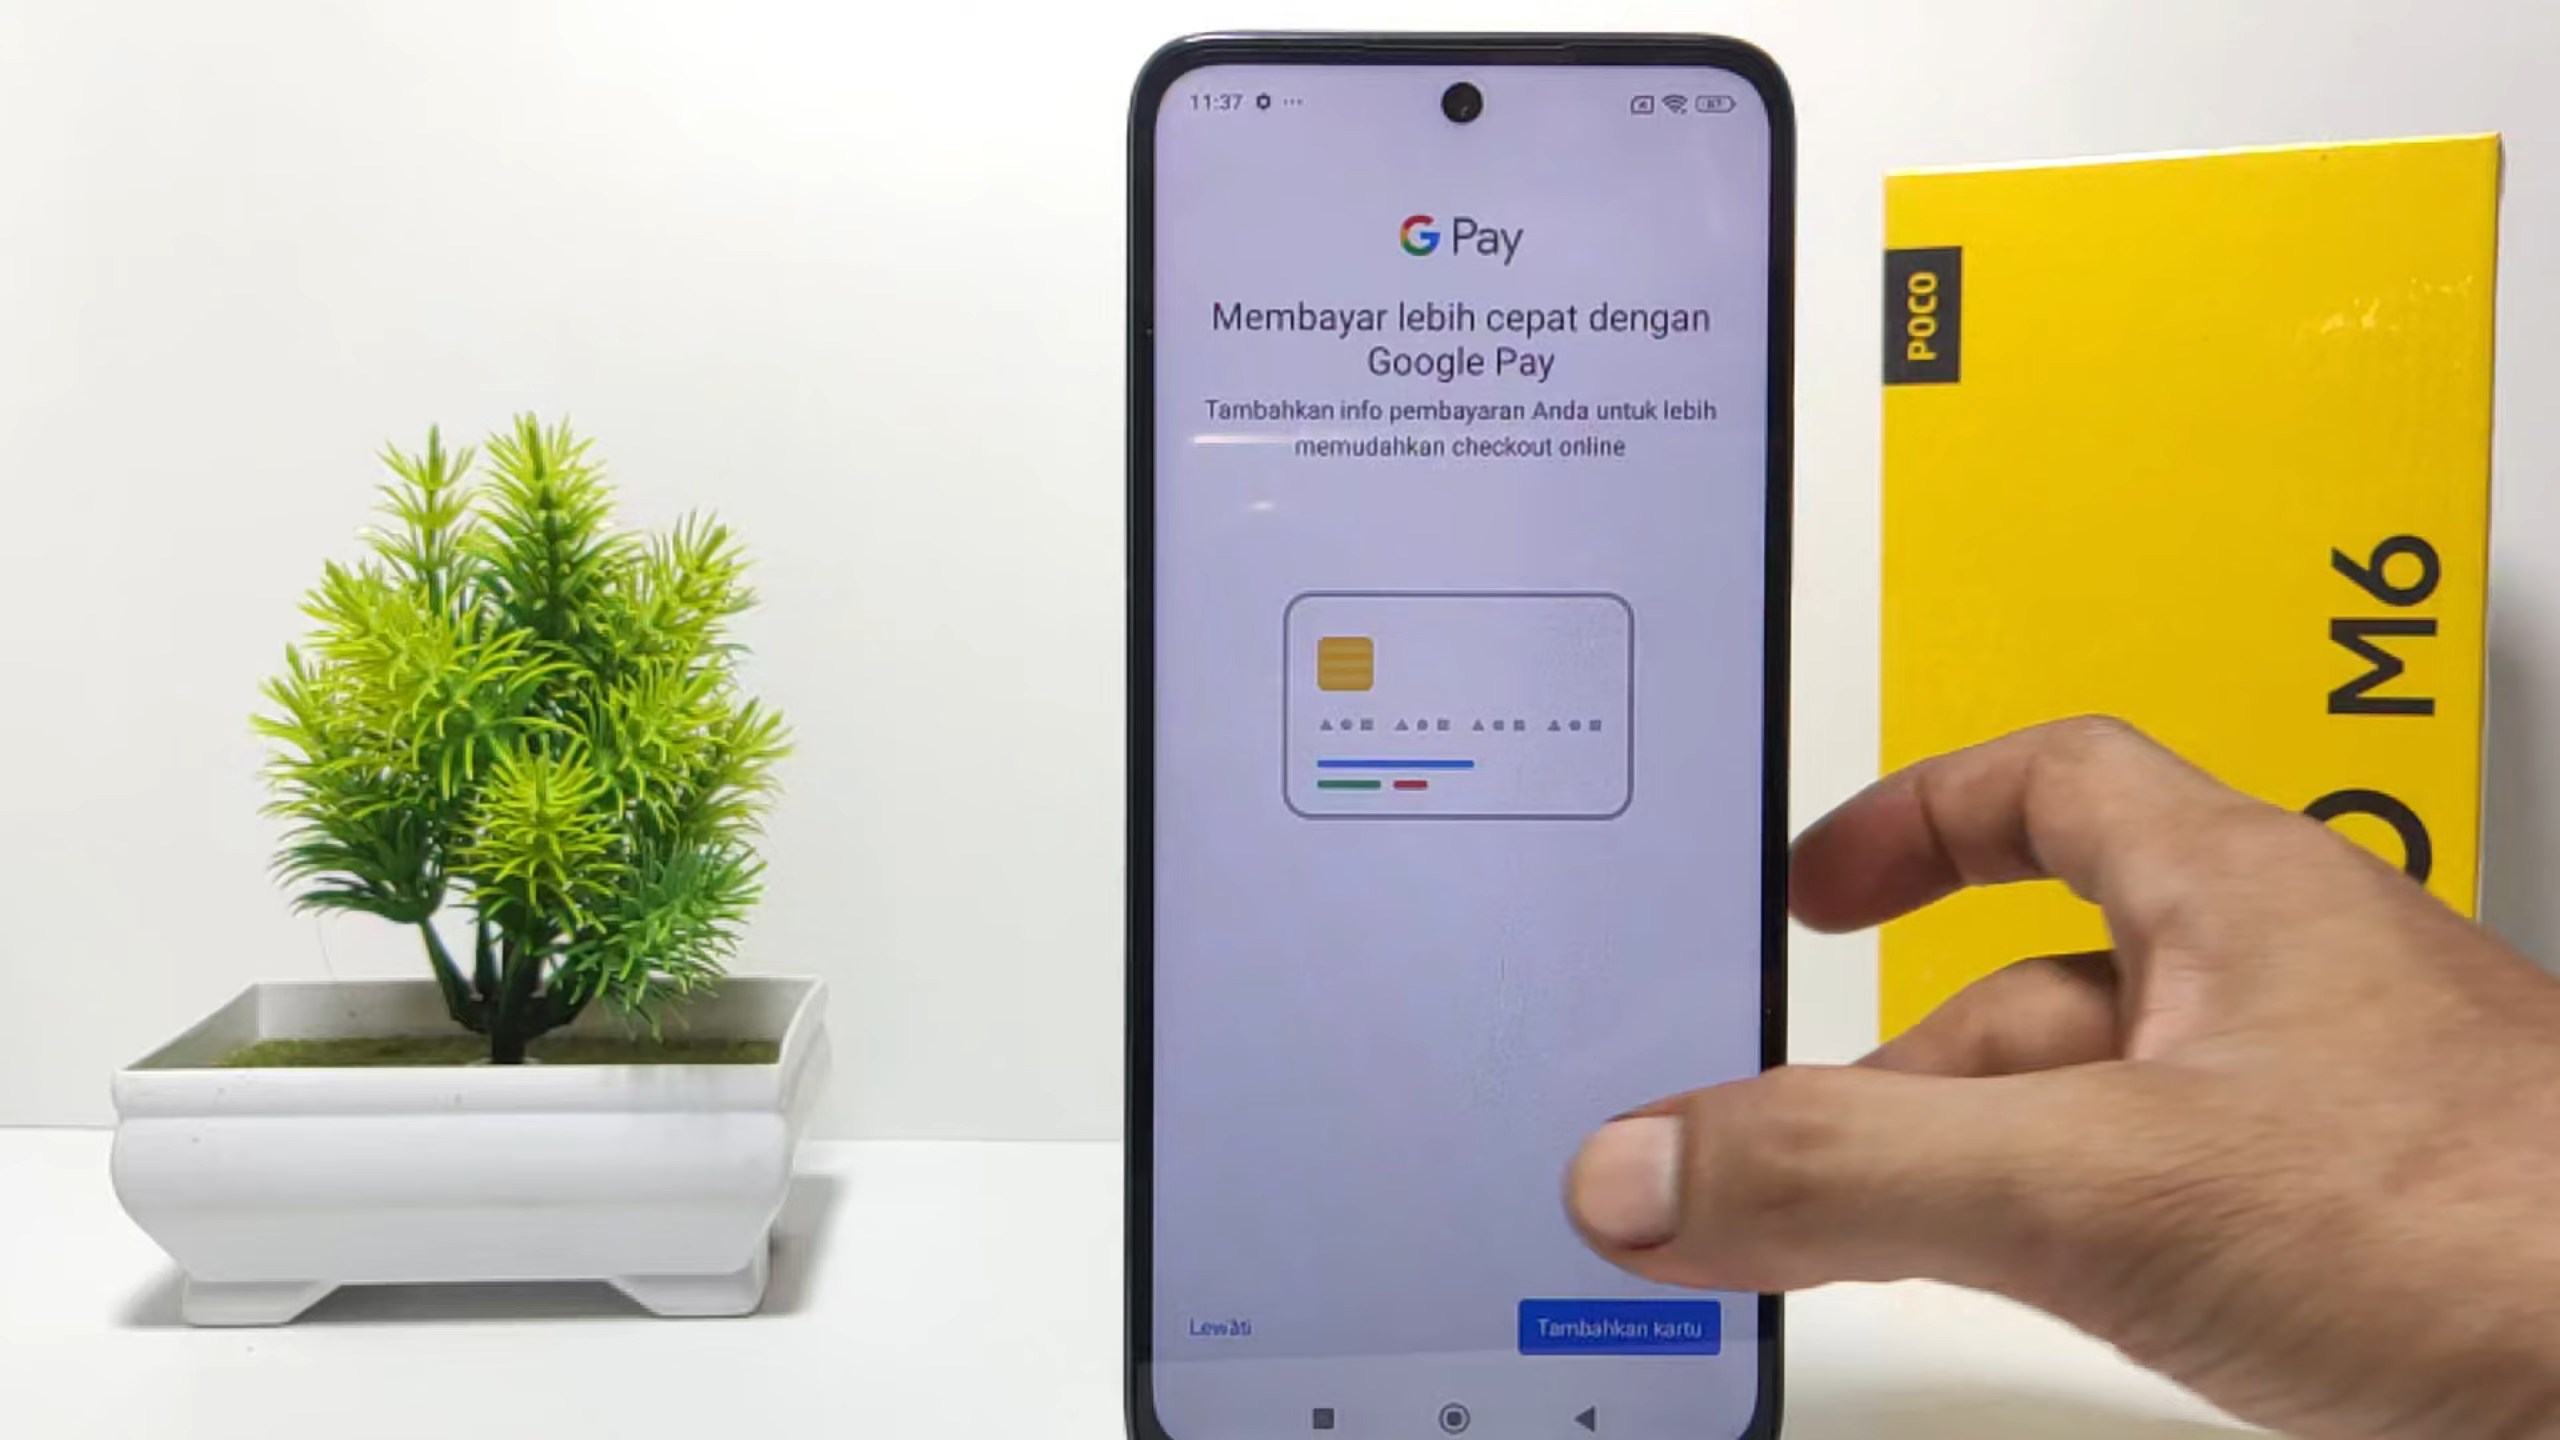 11:37
G Pay
Membayar lebih cepat dengan
Google Pay
Tambahkan info pembayaran Anda untuk lebih
memudahkan checkout online
Lewati
Tambahkan kartu
POCO
O M6